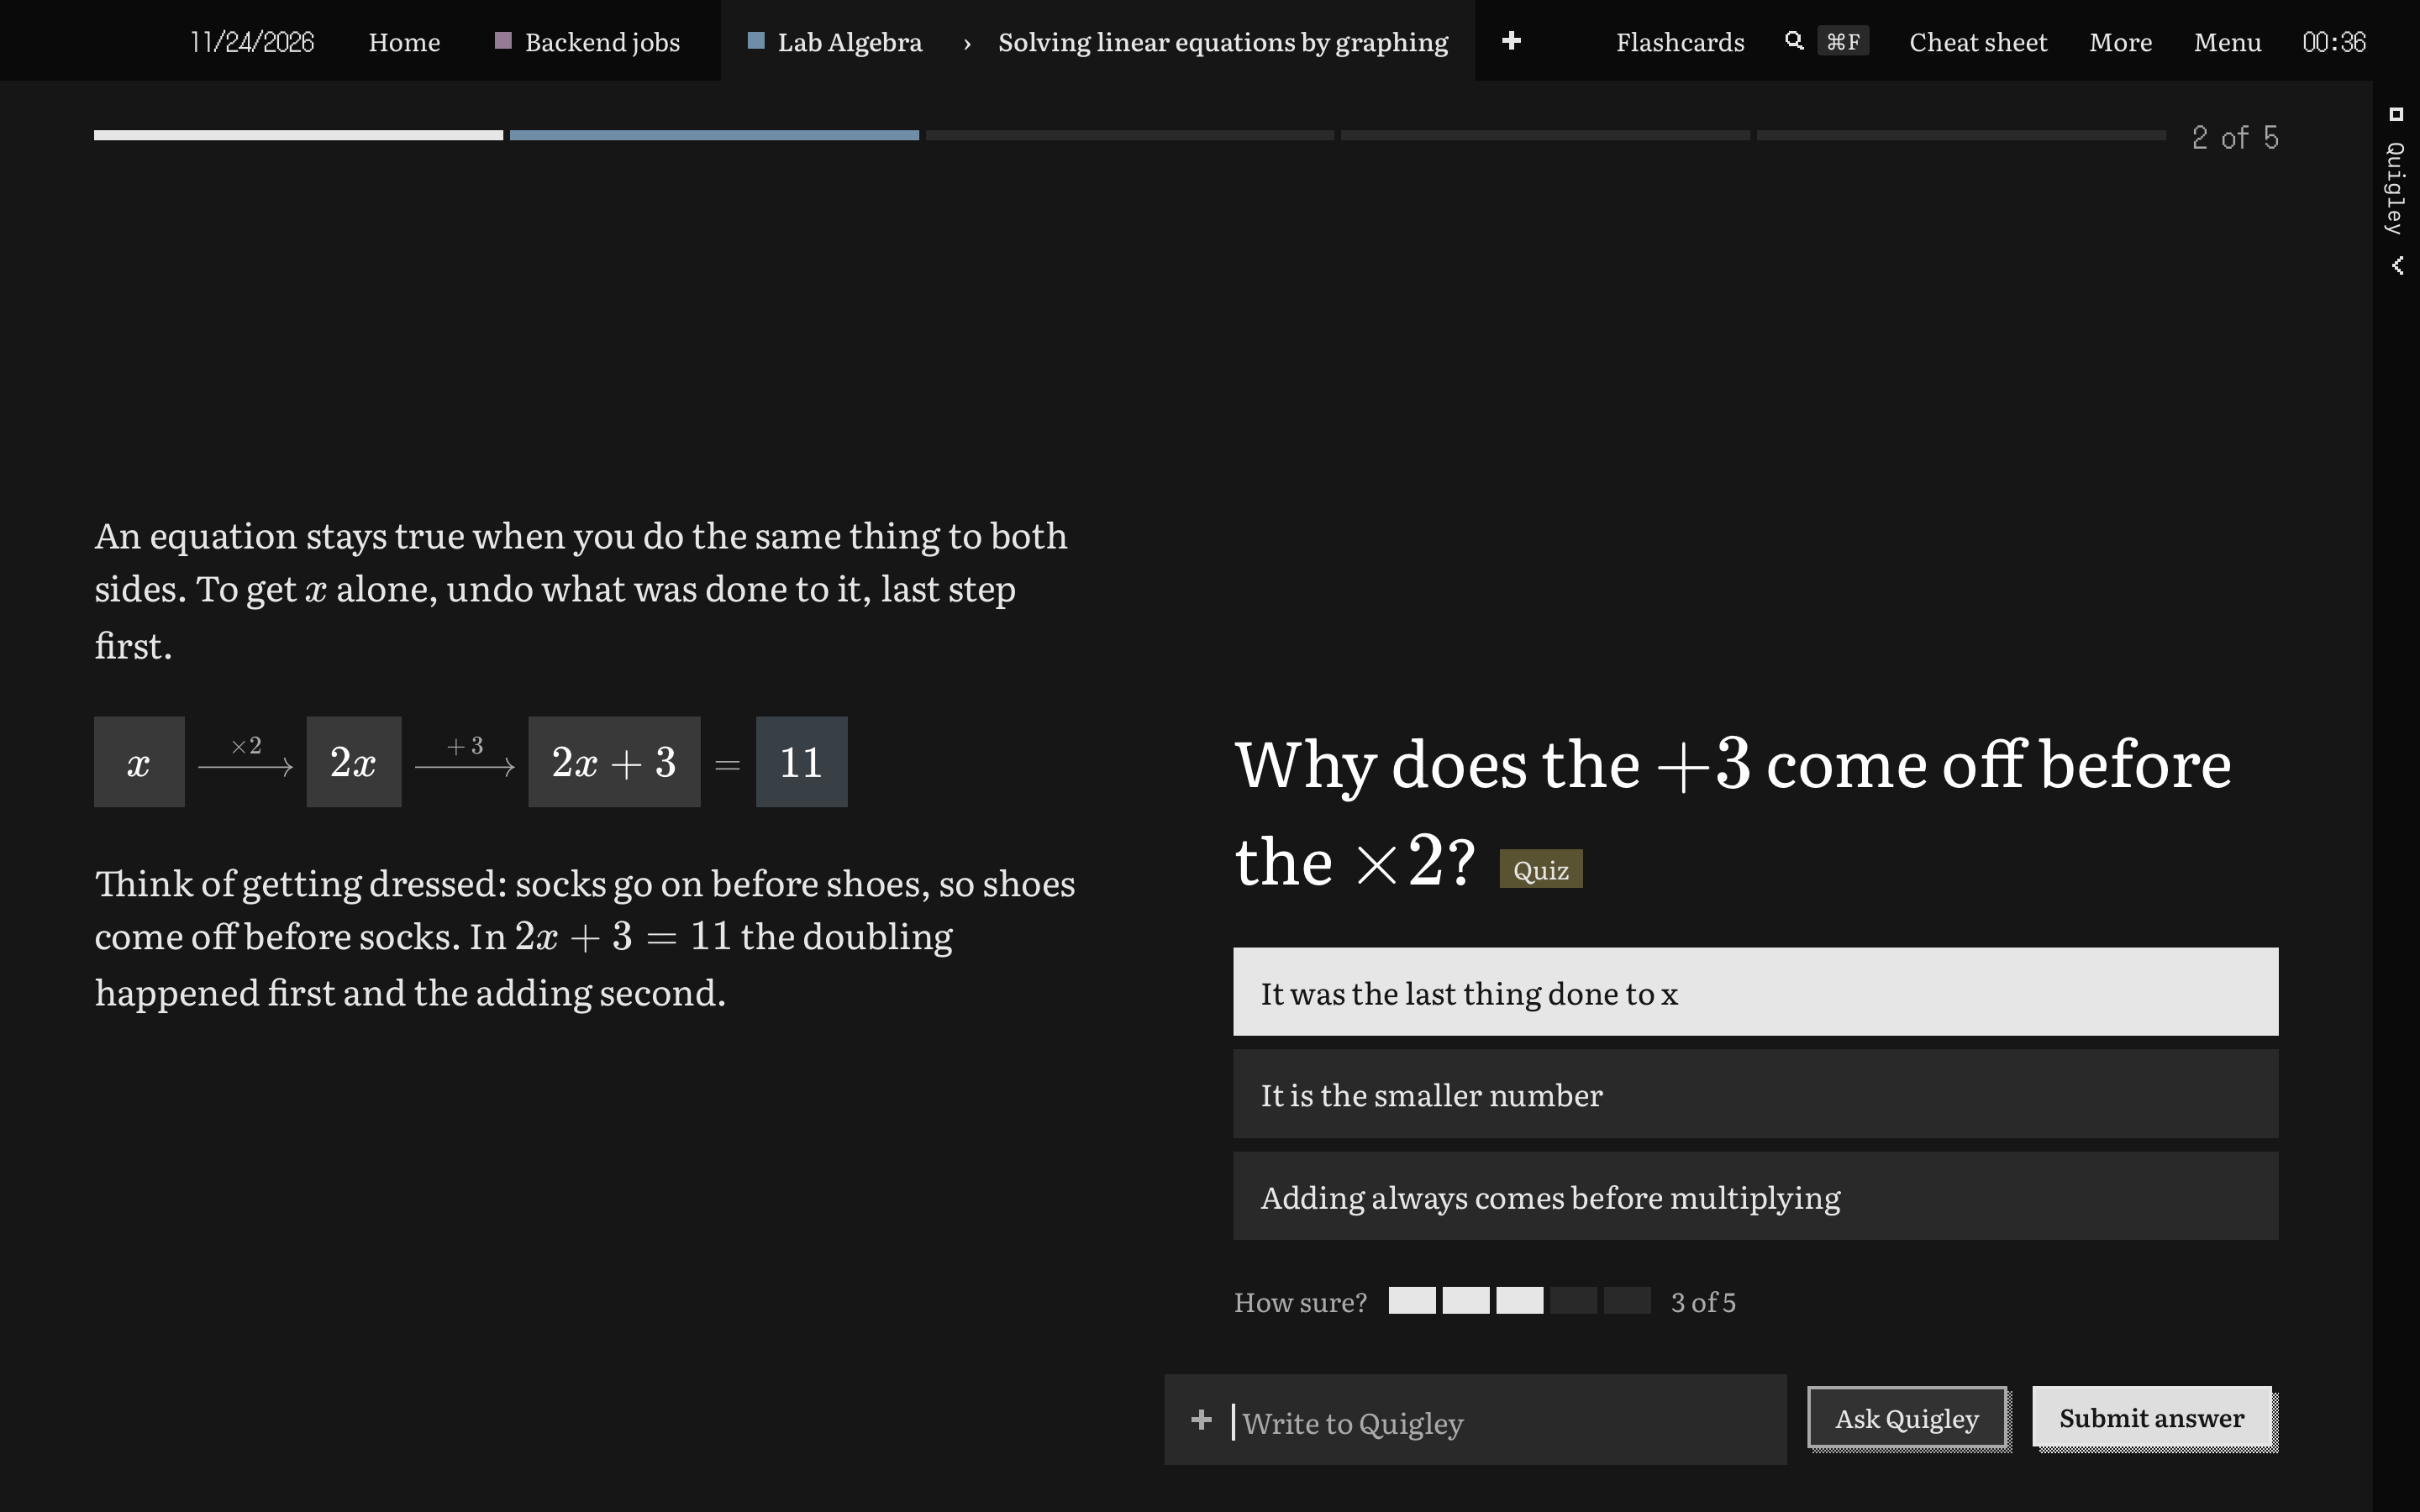 11/24/2026 Home Backend jobs Lab Algebra › Solving linear equations by graphing + Flashcards ⌘F Cheat sheet More Menu 00:36
2 of 5
Quigley
An equation stays true when you do the same thing to both
sides. To get x alone, undo what was done to it, last step
first.
x ×2 2x +3 2x + 3 = 11
Think of getting dressed: socks go on before shoes, so shoes
come off before socks. In 2x + 3 = 11 the doubling
happened first and the adding second.
Why does the +3 come off before
the ×2? Quiz
It was the last thing done to x
It is the smaller number
Adding always comes before multiplying
How sure? 3 of 5
+ Write to Quigley Ask Quigley Submit answer